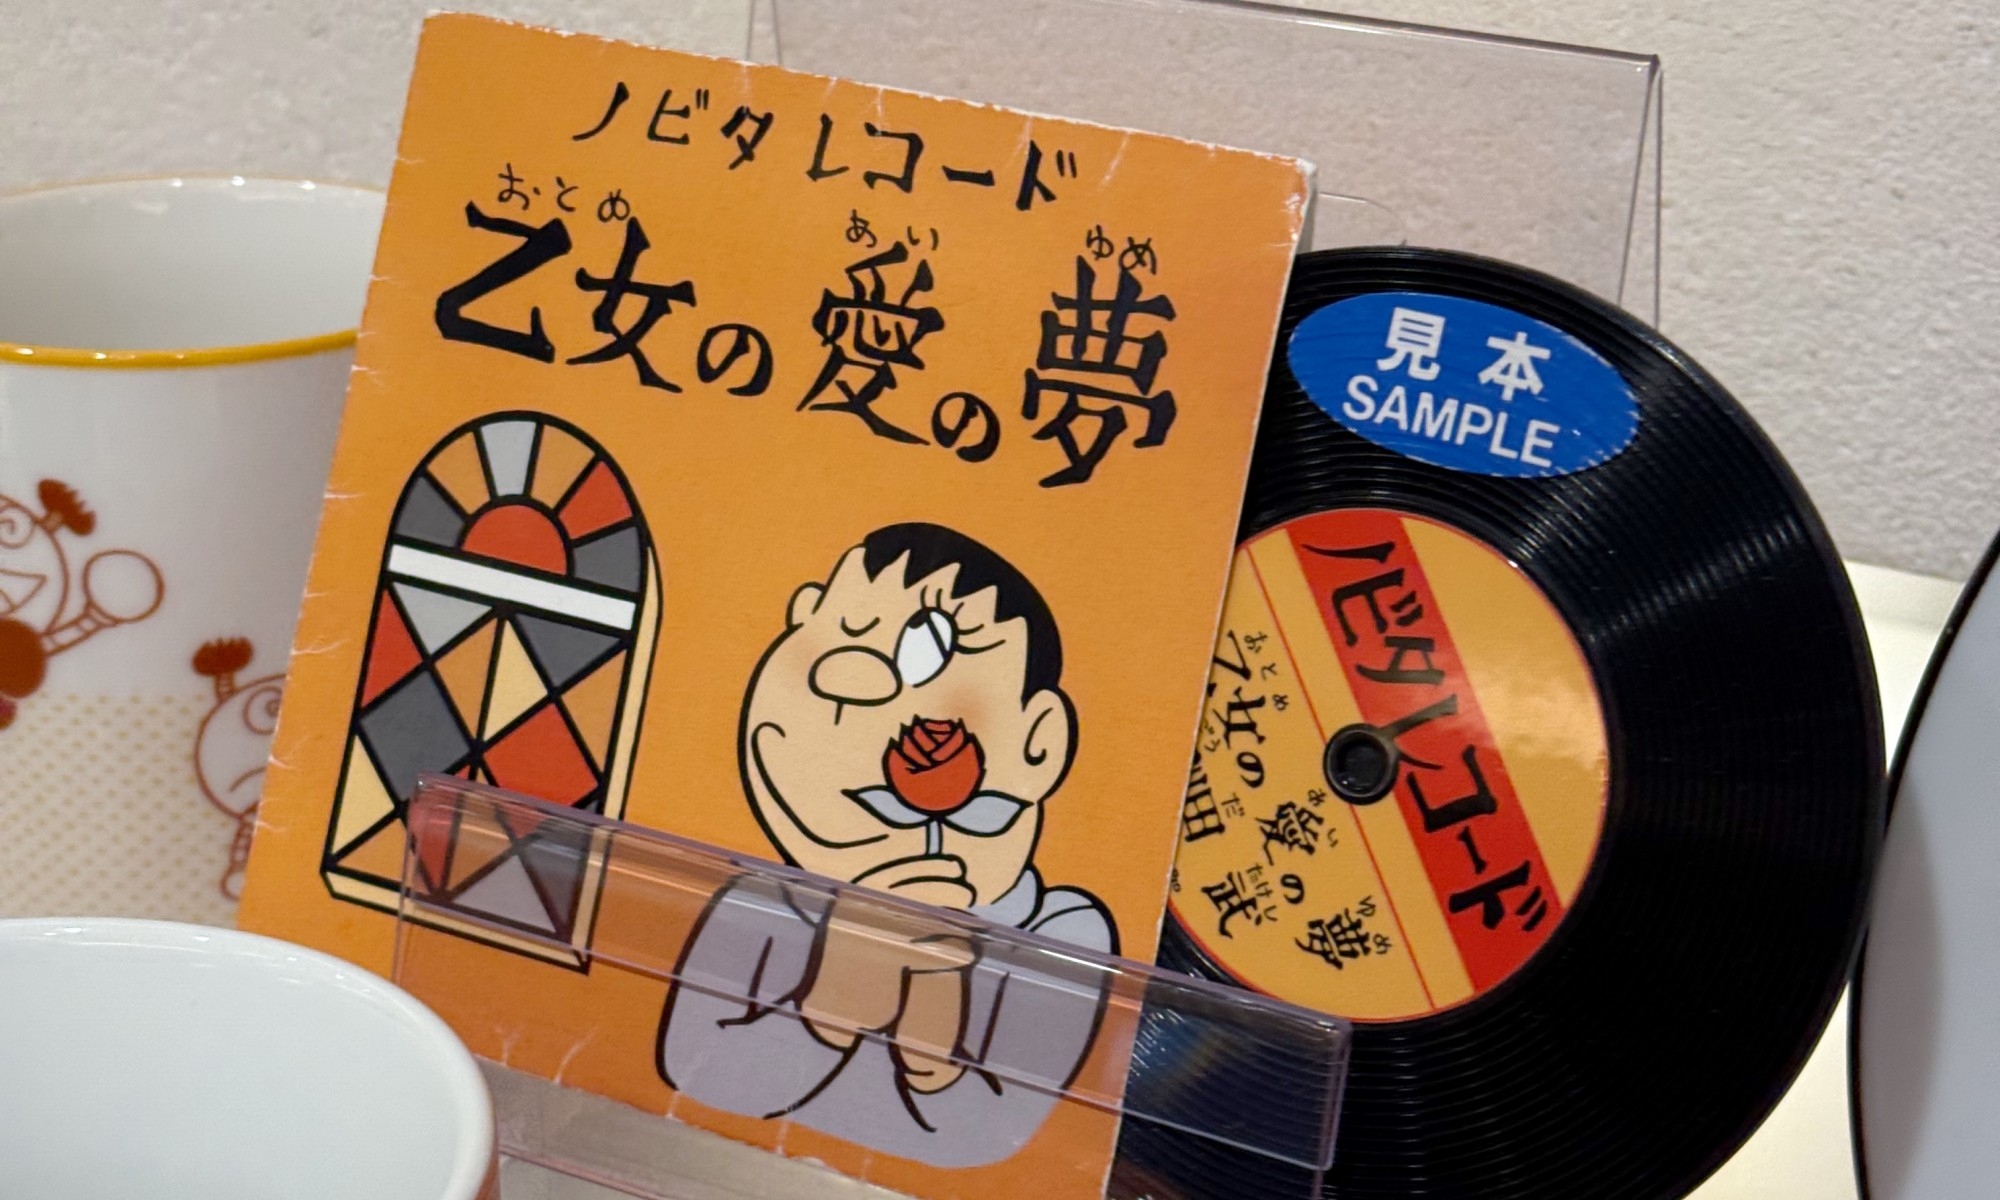 ノビタレコード
おとめ あい ゆめ
乙女の愛の夢
見本
SAMPLE
ノビタレコード
おとめ あい ゆめ
乙女の愛の夢
だ たけし
田 武